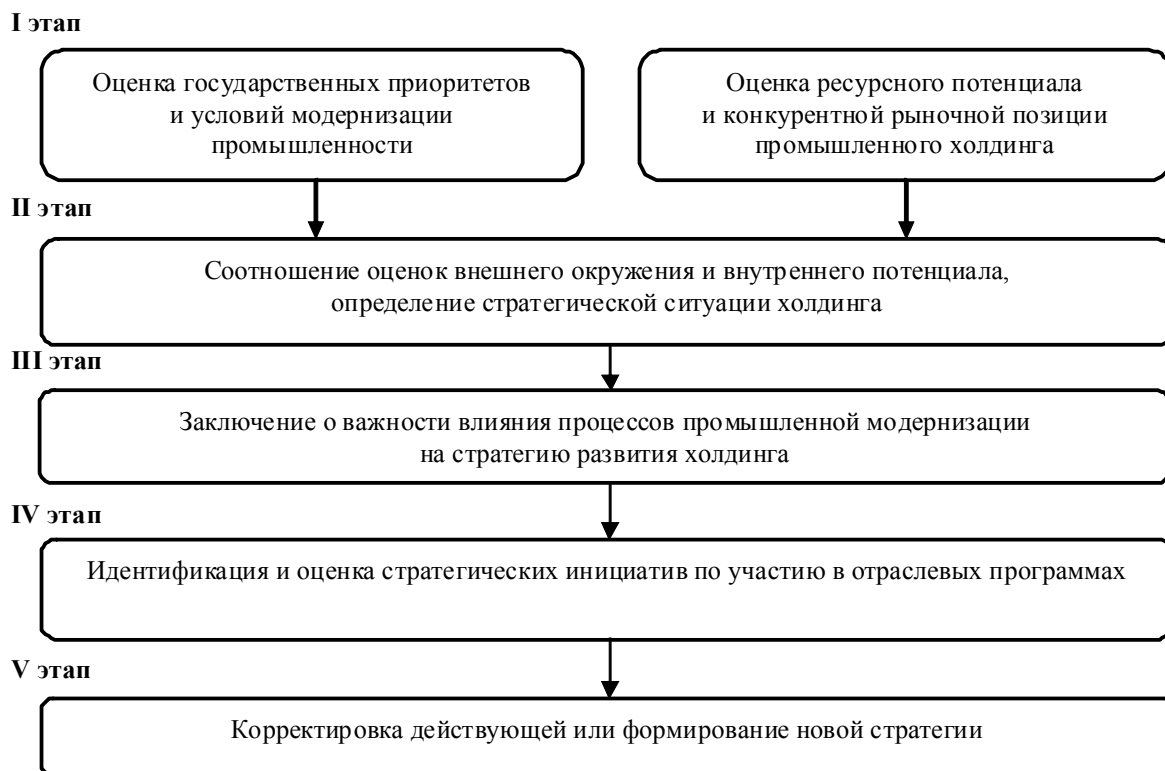 I этап
Оценка государственных приоритетов
и условий модернизации
промышленности
Оценка ресурсного потенциала
и конкурентной рыночной позиции
промышленного холдинга
II этап
Соотношение оценок внешнего окружения и внутреннего потенциала,
определение стратегической ситуации холдинга
III этап
Заключение о важности влияния процессов промышленной модернизации
на стратегию развития холдинга
IV этап
Идентификация и оценка стратегических инициатив по участию в отраслевых программах
V этап
Корректировка действующей или формирование новой стратегии